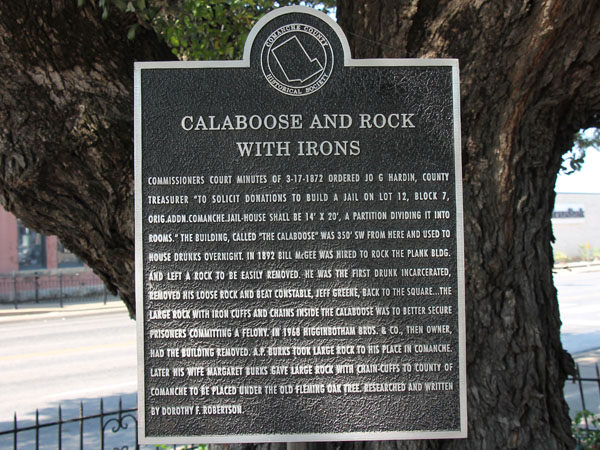 COMANCHE COUNTY
HISTORICAL SOCIETY
CALABOOSE AND ROCK
WITH IRONS
COMMISSIONERS COURT MINUTES OF 3-17-1872 ORDERED JO G HARDIN, COUNTY
TREASURER "TO SOLICIT DONATIONS TO BUILD A JAIL ON LOT 12, BLOCK 7,
ORIG.ADDN.COMANCHE.JAIL-HOUSE SHALL BE 14' X 20', A PARTITION DIVIDING IT INTO
ROOMS." THE BUILDING, CALLED "THE CALABOOSE" WAS 350' SW FROM HERE AND USED TO
HOUSE DRUNKS OVERNIGHT. IN 1892 BILL McGEE WAS HIRED TO ROCK THE PLANK BLDG.
AND LEFT A ROCK TO BE EASILY REMOVED. HE WAS THE FIRST DRUNK INCARCERATED,
REMOVED HIS LOOSE ROCK AND BEAT CONSTABLE, JEFF GREENE, BACK TO THE SQUARE...THE
LARGE ROCK WITH IRON CUFFS AND CHAINS INSIDE THE CALABOOSE WAS TO BETTER SECURE
PRISONERS COMMITTING A FELONY. IN 1968 HIGGINBOTHAM BROS. & CO., THEN OWNER,
HAD THE BUILDING REMOVED. A.P. BURKS TOOK LARGE ROCK TO HIS PLACE IN COMANCHE.
LATER HIS WIFE MARGARET BURKS GAVE LARGE ROCK WITH CHAIN-CUFFS TO COUNTY OF
COMANCHE TO BE PLACED UNDER THE OLD FLEMING OAK TREE. RESEARCHED AND WRITTEN
BY DOROTHY F. ROBERTSON.